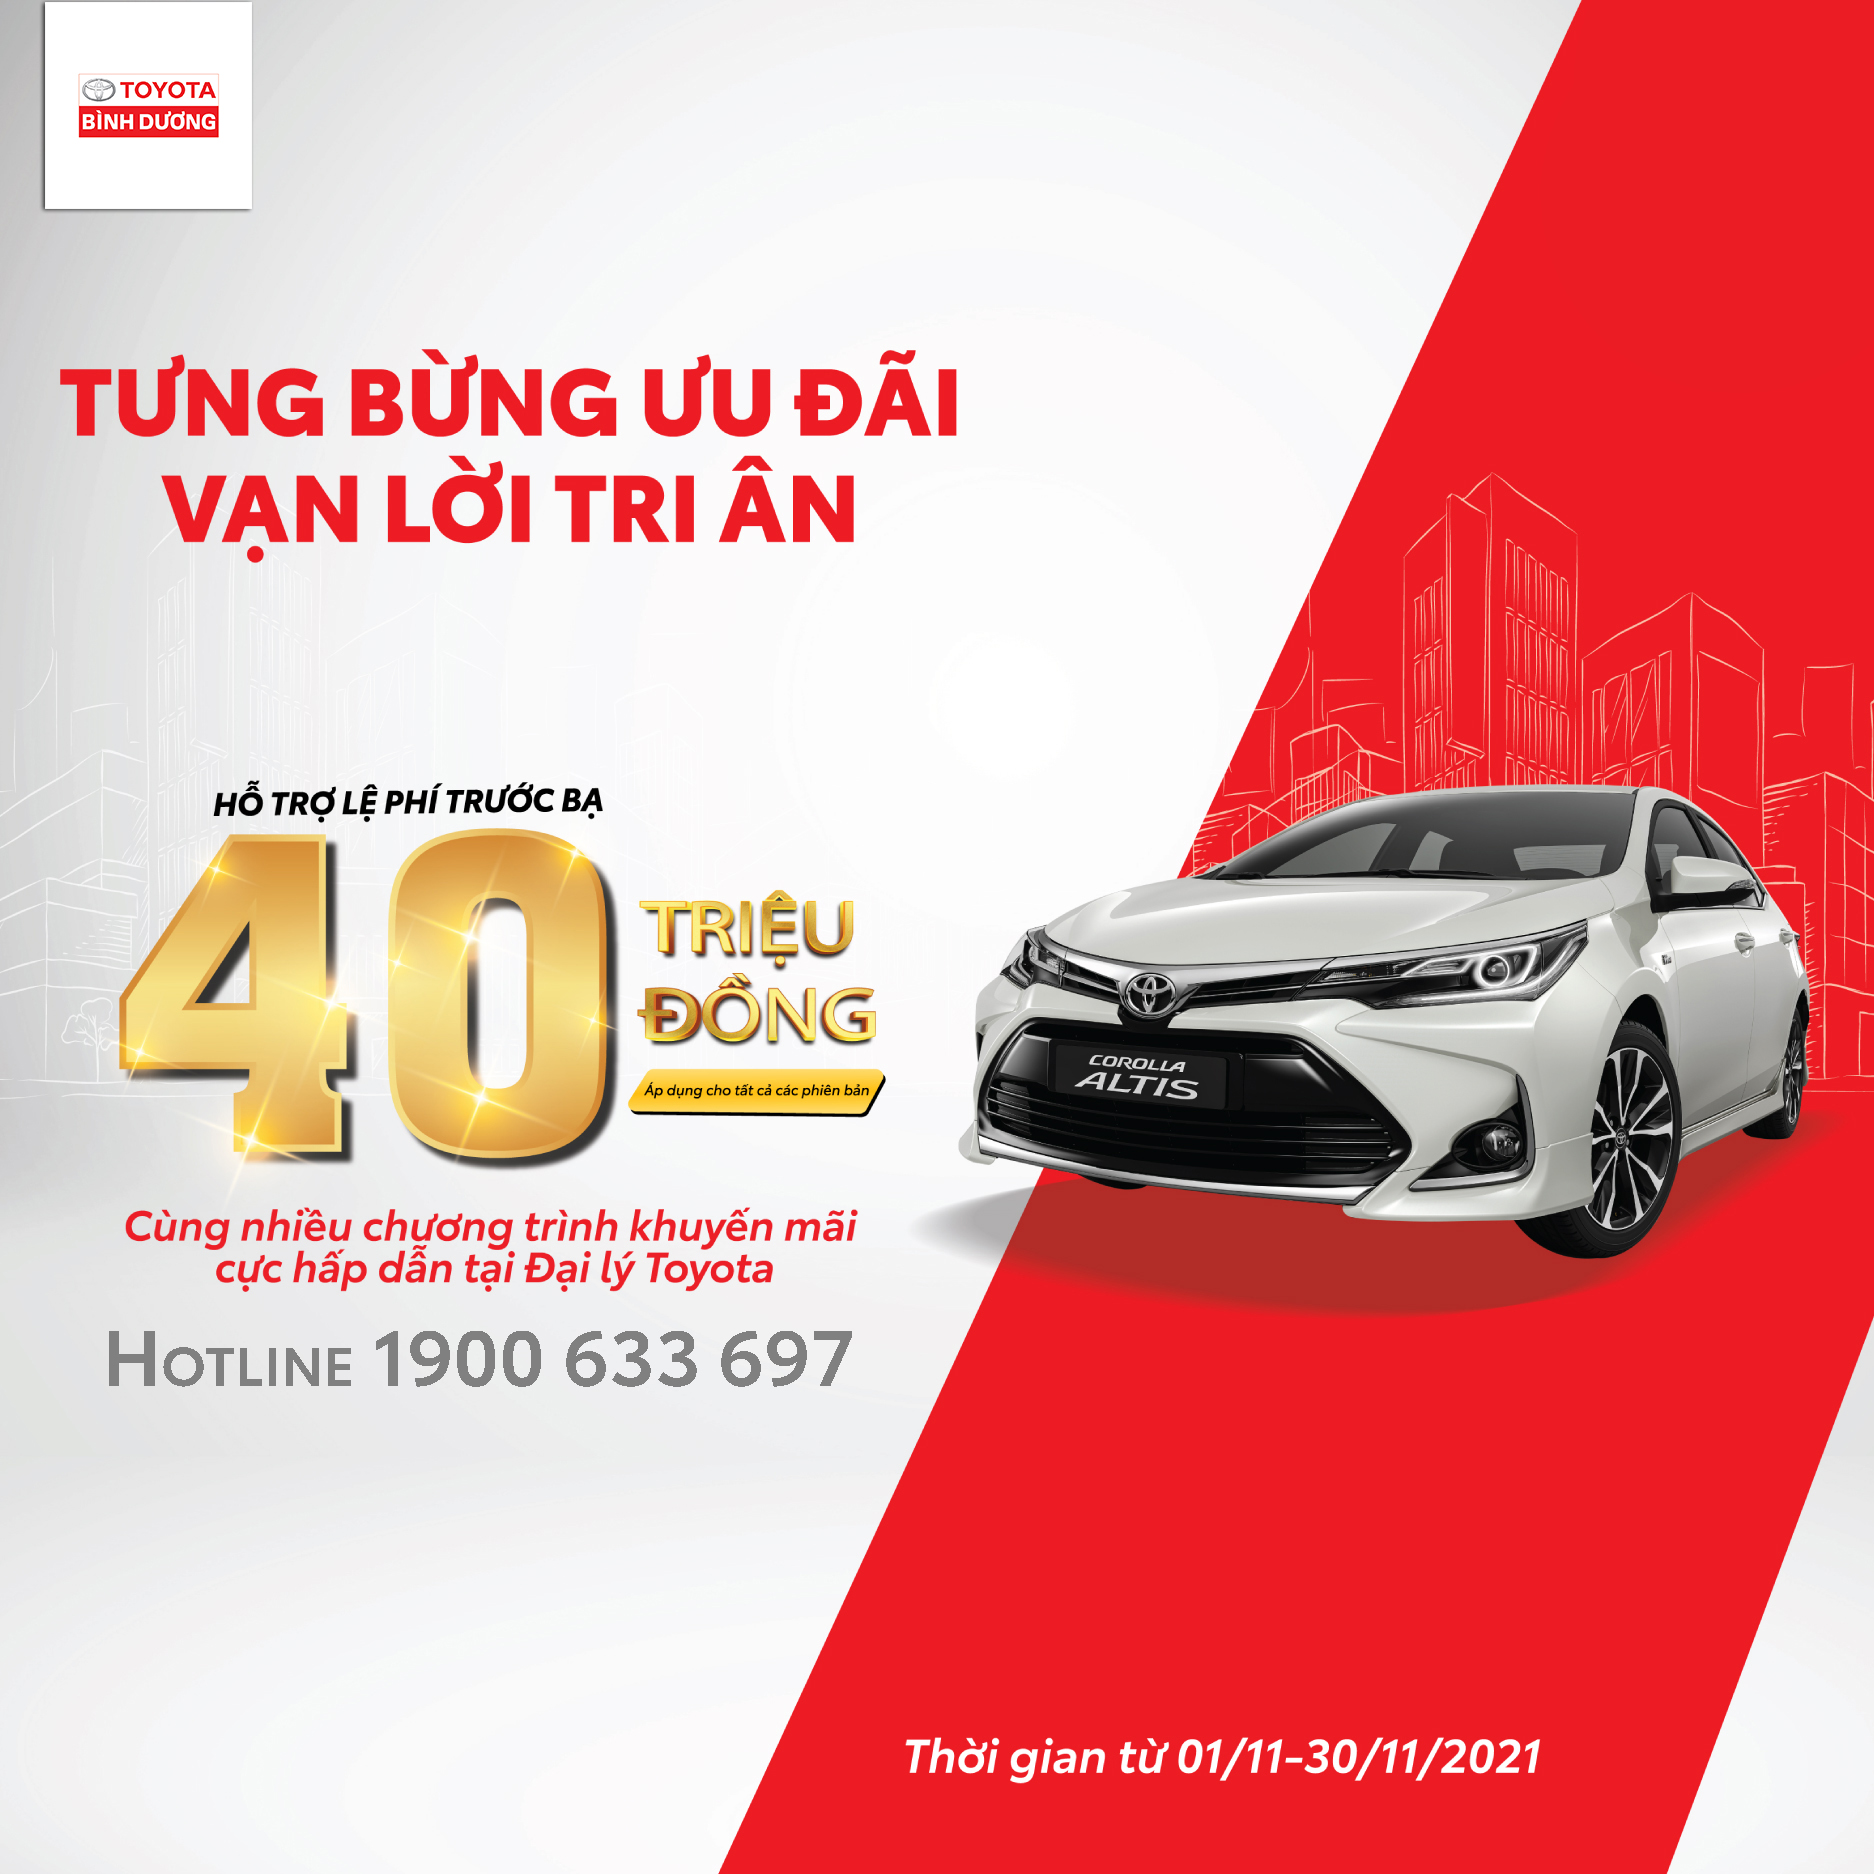 TOYOTA
BÌNH DƯƠNG
TƯNG BỪNG ƯU ĐÃI
VẠN LỜI TRI ÂN
HỖ TRỢ LỆ PHÍ TRƯỚC BẠ
40 TRIỆU
ĐỒNG
Áp dụng cho tất cả các phiên bản
COROLLA
ALTIS
Cùng nhiều chương trình khuyến mãi
cực hấp dẫn tại Đại lý Toyota
HOTLINE 1900 633 697
Thời gian từ 01/11-30/11/2021